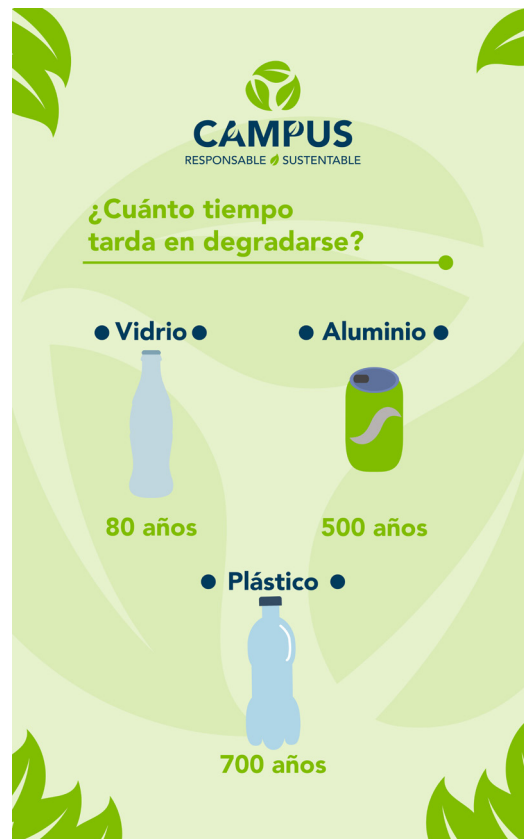 CAMPUS
RESPONSABLE SUSTENTABLE
¿Cuánto tiempo
tarda en degradarse?
Vidrio
Aluminio
80 años
500 años
Plástico
700 años